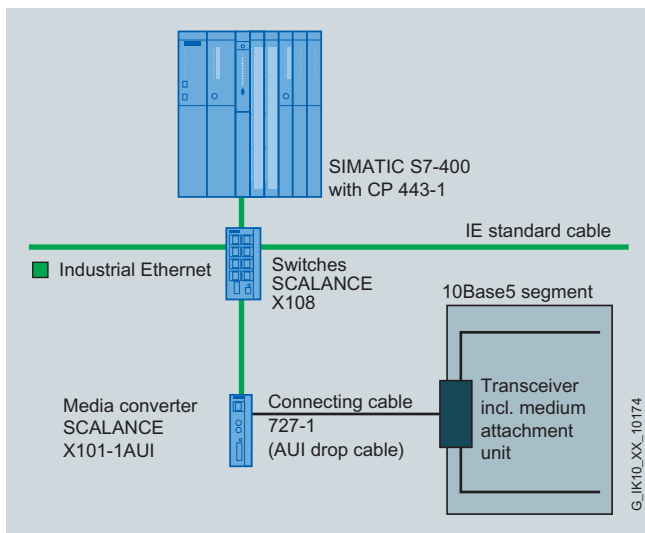 SIMATIC S7-400
with CP 443-1
IE standard cable
Industrial Ethernet
Switches
SCALANCE
X108
10Base5 segment
Media converter
SCALANCE
X101-1AUI
Connecting cable
727-1
(AUI drop cable)
Transceiver
incl. medium
attachment
unit
G_IK10_XX_10174